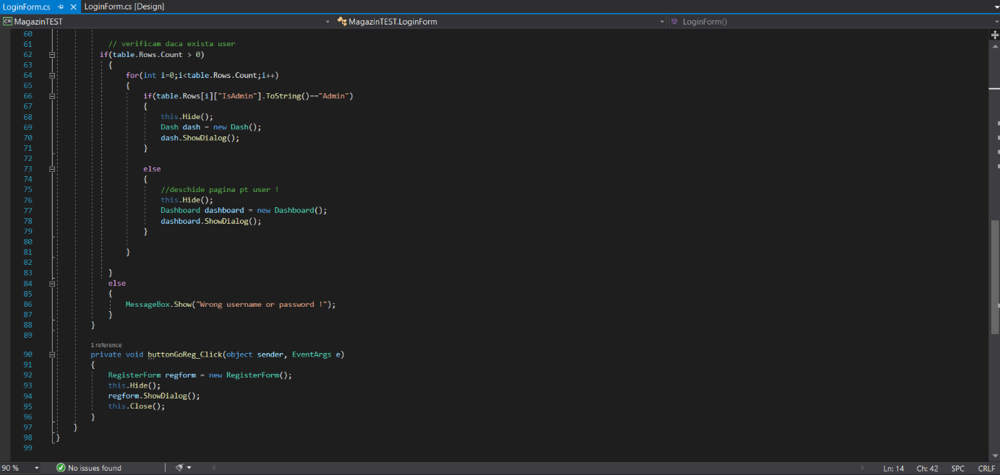 LoginForm.cs
LoginForm.cs [Design]
C# MagazinTEST
MagazinTEST.LoginForm
LoginForm()
60
61 // verificam daca exista user
62 if(table.Rows.Count > 0)
63 {
64 for(int i=0;i<table.Rows.Count;i++)
65 {
66 if(table.Rows[i]["IsAdmin"].ToString()=="Admin")
67 {
68 this.Hide();
69 Dash dash = new Dash();
70 dash.ShowDialog();
71 }
72
73 else
74 {
75 //deschide pagina pt user !
76 this.Hide();
77 Dashboard dashboard = new Dashboard();
78 dashboard.ShowDialog();
79 }
80
81 }
82
83 }
84 else
85 {
86 MessageBox.Show("Wrong username or password !");
87 }
88 }
89
1 reference
90 private void buttonGoReg_Click(object sender, EventArgs e)
91 {
92 RegisterForm regform = new RegisterForm();
93 this.Hide();
94 regform.ShowDialog();
95 this.Close();
96 }
97 }
98 }
99
90 % No issues found Ln: 14 Ch: 42 SPC CRLF